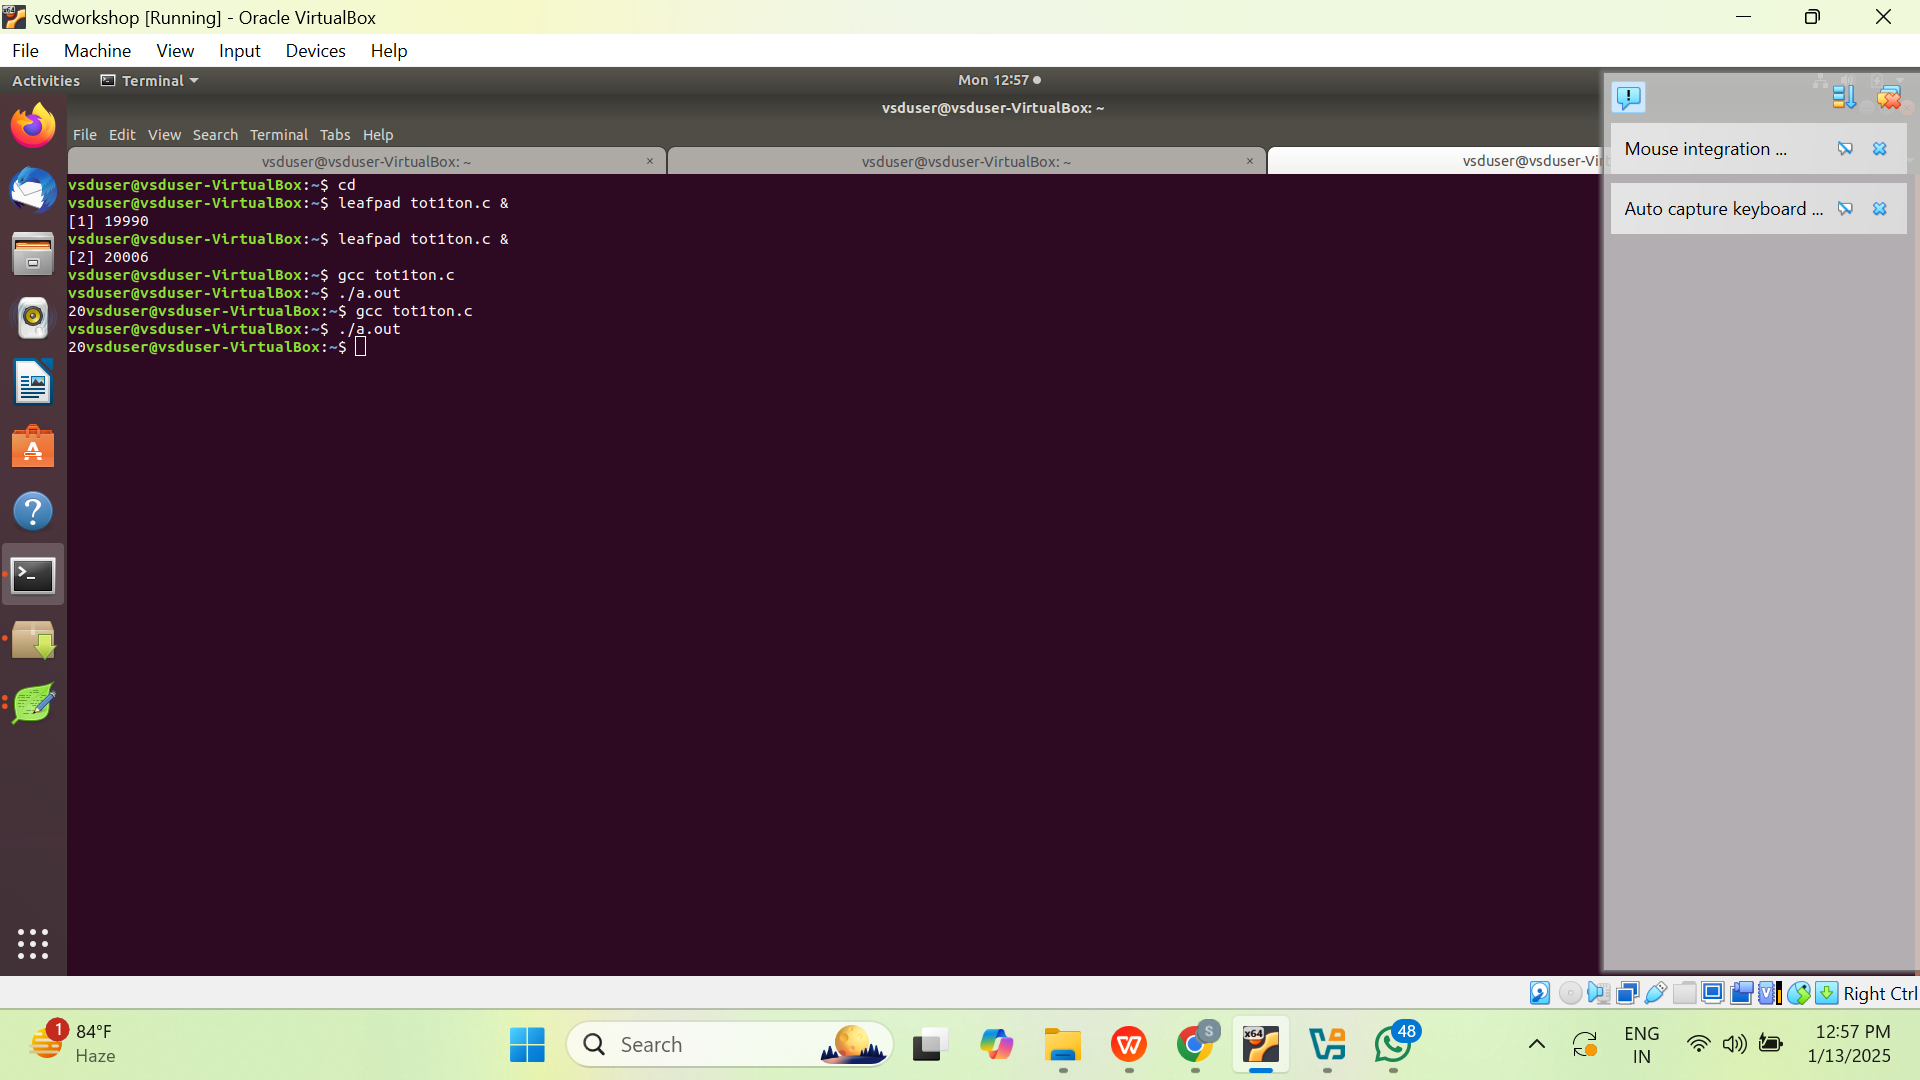 vsdworkshop [Running] - Oracle VirtualBox
File Machine View Input Devices Help
Activities Terminal Mon 12:57
vsduser@vsduser-VirtualBox: ~
File Edit View Search Terminal Tabs Help
vsduser@vsduser-VirtualBox: ~ × vsduser@vsduser-VirtualBox: ~ × vsduser@vsduser-Virt
vsduser@vsduser-VirtualBox:~$ cd
vsduser@vsduser-VirtualBox:~$ leafpad tot1ton.c &
[1] 19990
vsduser@vsduser-VirtualBox:~$ leafpad tot1ton.c &
[2] 20006
vsduser@vsduser-VirtualBox:~$ gcc tot1ton.c
vsduser@vsduser-VirtualBox:~$ ./a.out
20vsduser@vsduser-VirtualBox:~$ gcc tot1ton.c
vsduser@vsduser-VirtualBox:~$ ./a.out
20vsduser@vsduser-VirtualBox:~$
Mouse integration ...
Auto capture keyboard ...
Right Ctrl
1 84°F
Haze
Search
x64
S
48
ENG
IN
12:57 PM
1/13/2025